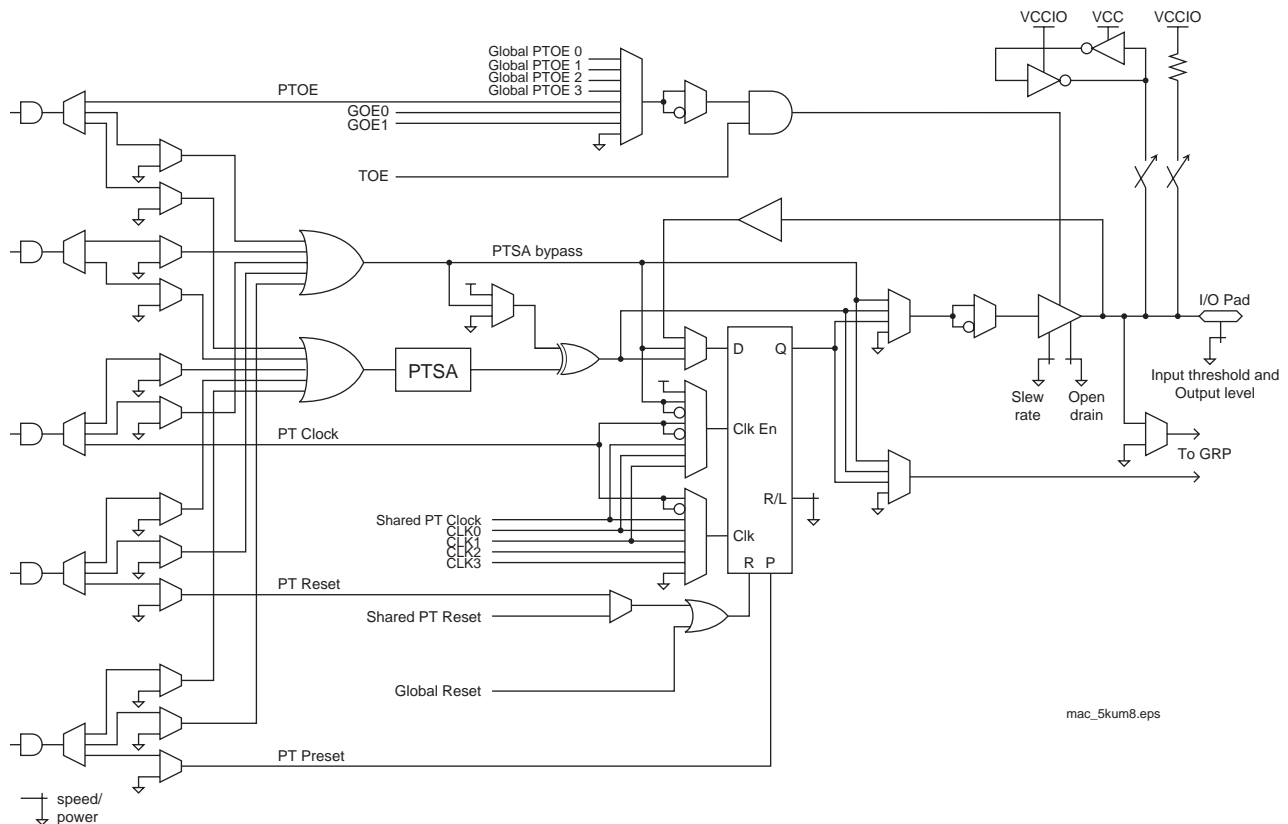 VCCIO
VCC
VCCIO
Global PTOE 0
Global PTOE 1
Global PTOE 2
Global PTOE 3
PTOE
GOE0
GOE1
TOE
PTSA bypass
I/O Pad
D
Q
PTSA
Slew
rate
Open
drain
Input threshold and
Output level
PT Clock
Clk En
To GRP
R/L
Shared PT Clock
CLK0
CLK1
CLK2
CLK3
Clk
R
P
PT Reset
Shared PT Reset
Global Reset
mac_5kum8.eps
PT Preset
speed/
power